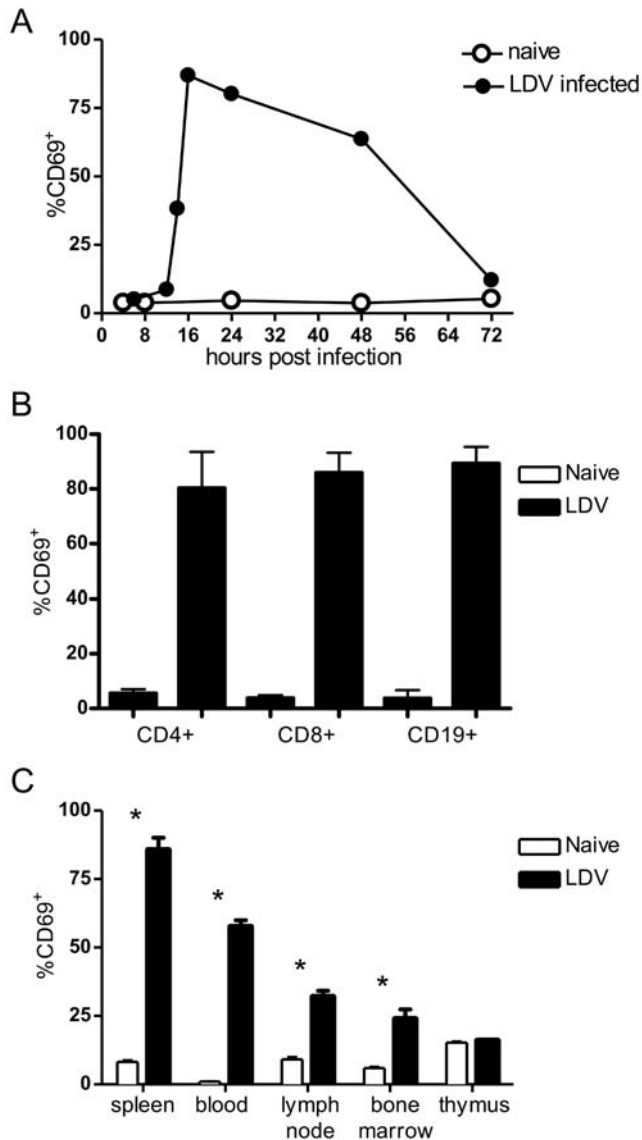 A
100
75
50
25
0
%CD69+
0 8 16 24 32 40 48 56 64 72
hours post infection
naive
LDV infected
B
100
80
60
40
20
0
%CD69+
CD4+ CD8+ CD19+
Naive
LDV
C
100
75
50
25
0
%CD69+
* * * *
spleen blood lymph node bone marrow thymus
Naive
LDV